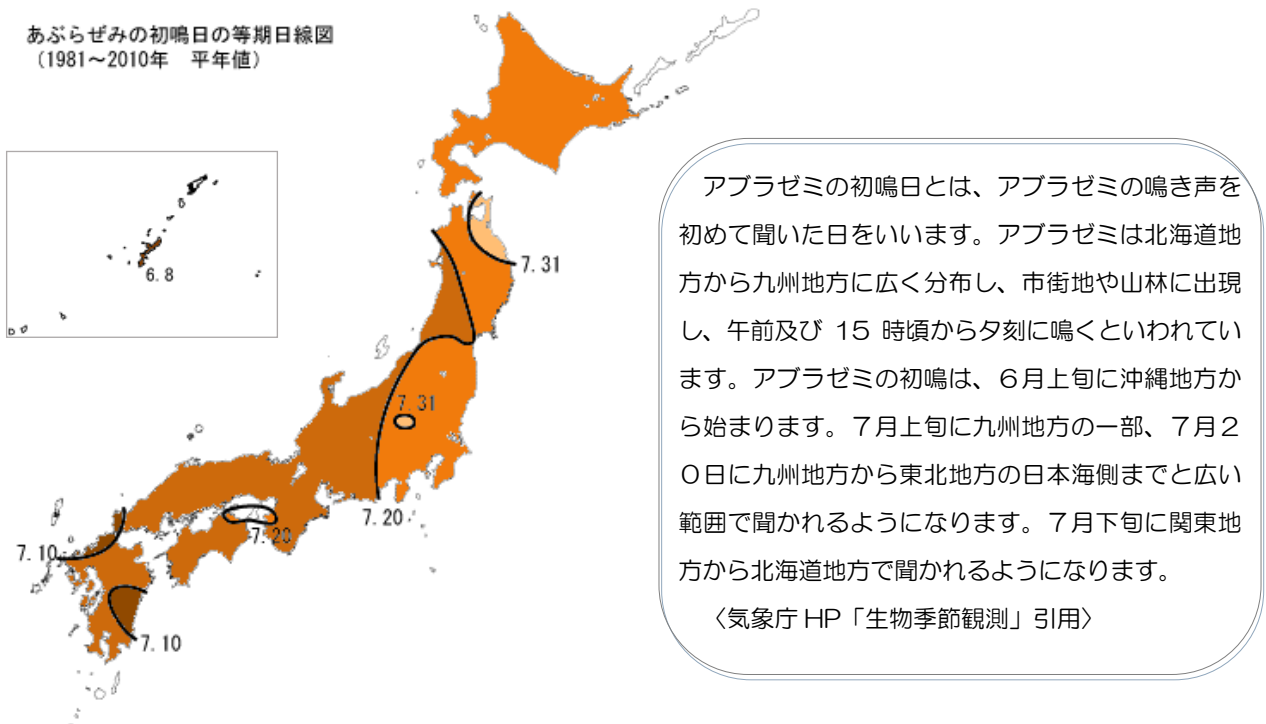 あぶらぜみの初鳴日の等期日線図
(1981～2010年 平年値)
6.8
7.31
7.31
7.20
7.20
7.10
7.10
アブラゼミの初鳴日とは、アブラゼミの鳴き声を
初めて聞いた日をいいます。アブラゼミは北海道地
方から九州地方に広く分布し、市街地や山林に出現
し、午前及び 15 時頃から夕刻に鳴くといわれてい
ます。アブラゼミの初鳴は、６月上旬に沖縄地方か
ら始まります。７月上旬に九州地方の一部、７月２
０日に九州地方から東北地方の日本海側までと広い
範囲で聞かれるようになります。７月下旬に関東地
方から北海道地方で聞かれるようになります。
〈気象庁 HP「生物季節観測」引用〉